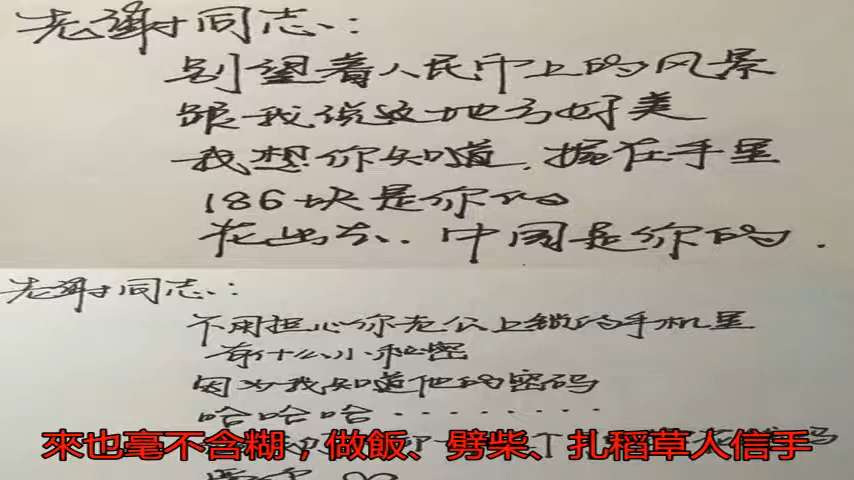 老谢同志：
别望着人民币上的风景
跟我说这地方好美
我想你知道，握在手里
186块是你的
花出去，中国是你的．
老谢同志：
不用担心你老公上锁的手机里
有什么小秘密
因为我知道他的密码
哈哈哈········
來也毫不含糊，做飯、劈柴、扎稻草人信手